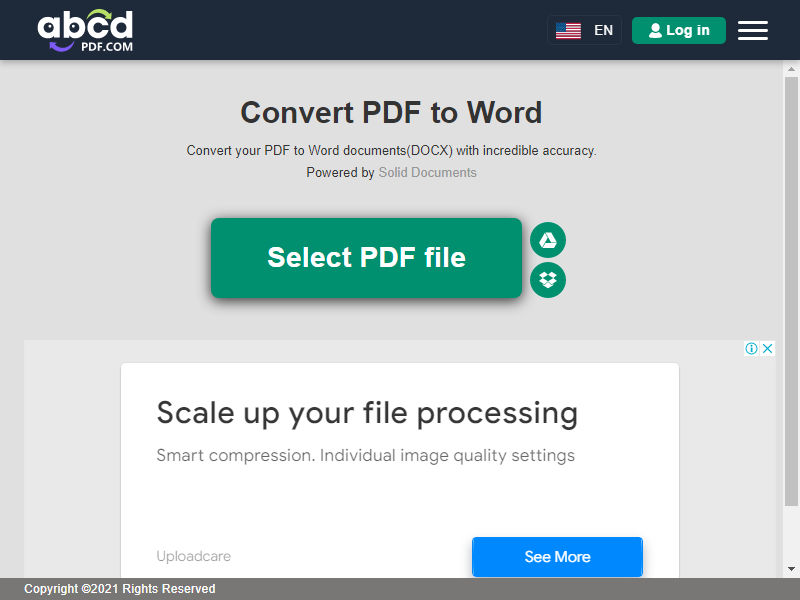 abcd
PDF.COM
EN
Log in
Convert PDF to Word
Convert your PDF to Word documents(DOCX) with incredible accuracy.
Powered by Solid Documents
Select PDF file
Scale up your file processing
Smart compression. Individual image quality settings
Uploadcare
See More
Copyright ©2021 Rights Reserved